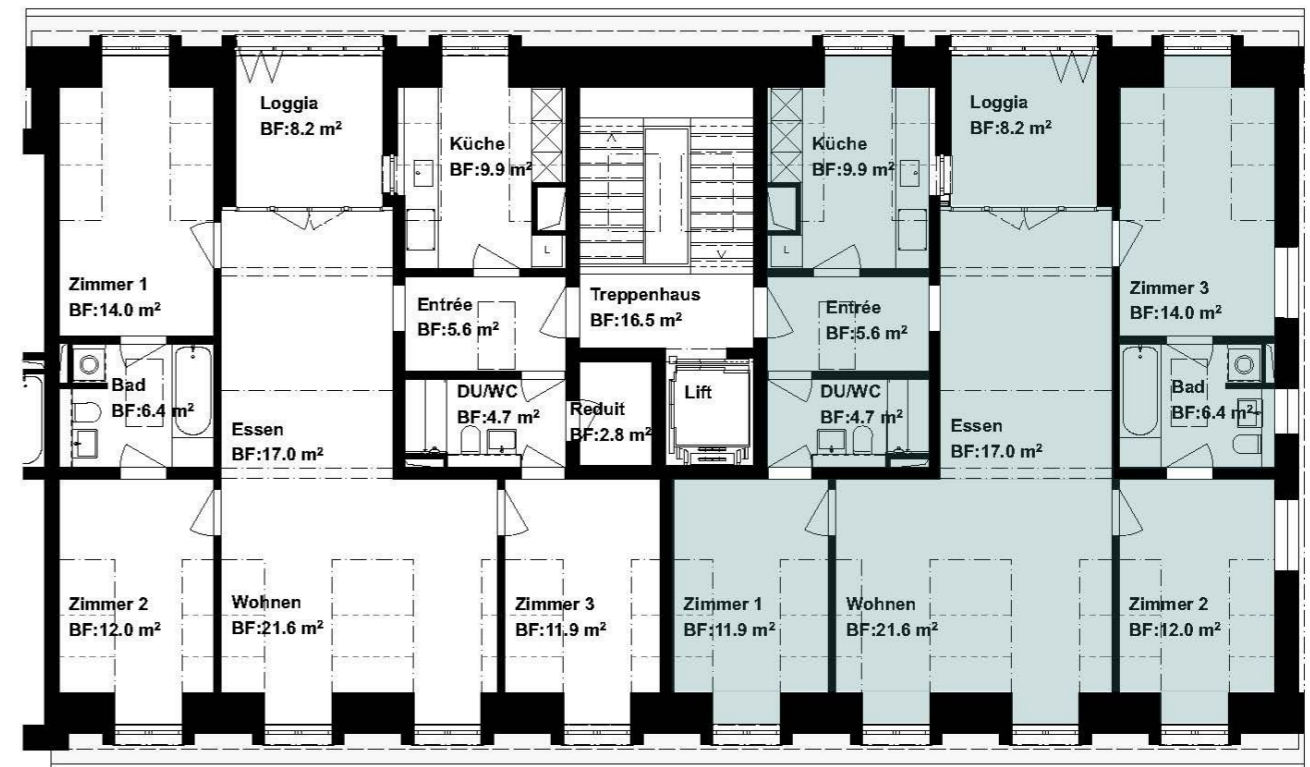 Loggia
BF:8.2 m²
Küche
BF:9.9 m²
Küche
BF:9.9 m²
Loggia
BF:8.2 m²
L
L
Zimmer 1
BF:14.0 m²
Entrée
BF:5.6 m²
Treppenhaus
BF:16.5 m²
Entrée
BF:5.6 m²
Zimmer 3
BF:14.0 m²
Bad
BF:6.4 m²
Essen
BF:17.0 m²
DU/WC
BF:4.7 m²
Reduit
BF:2.8 m²
Lift
DU/WC
BF:4.7 m²
Essen
BF:17.0 m²
Bad
BF:6.4 m²
Zimmer 2
BF:12.0 m²
Wohnen
BF:21.6 m²
Zimmer 3
BF:11.9 m²
Zimmer 1
BF:11.9 m²
Wohnen
BF:21.6 m²
Zimmer 2
BF:12.0 m²